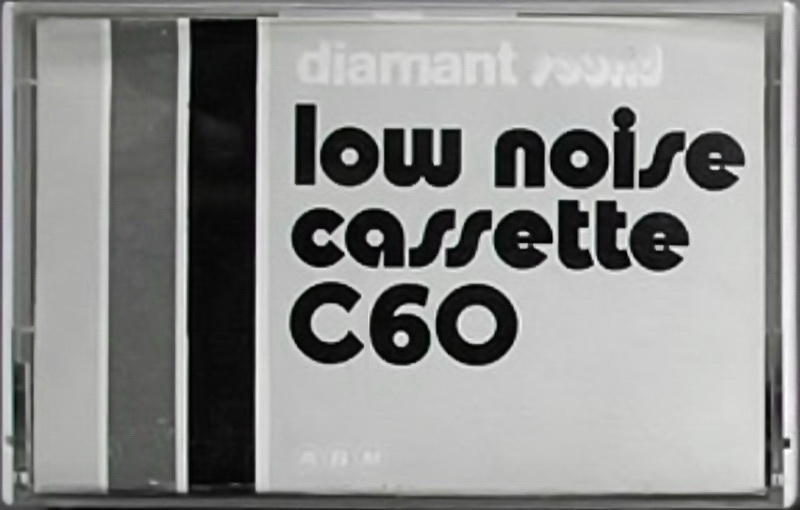 diamant sound
low noise
cassette
C60